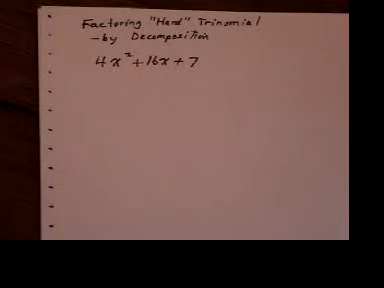 Factoring "Hard" Trinomial
-by Decomposition
4x² + 16x + 7